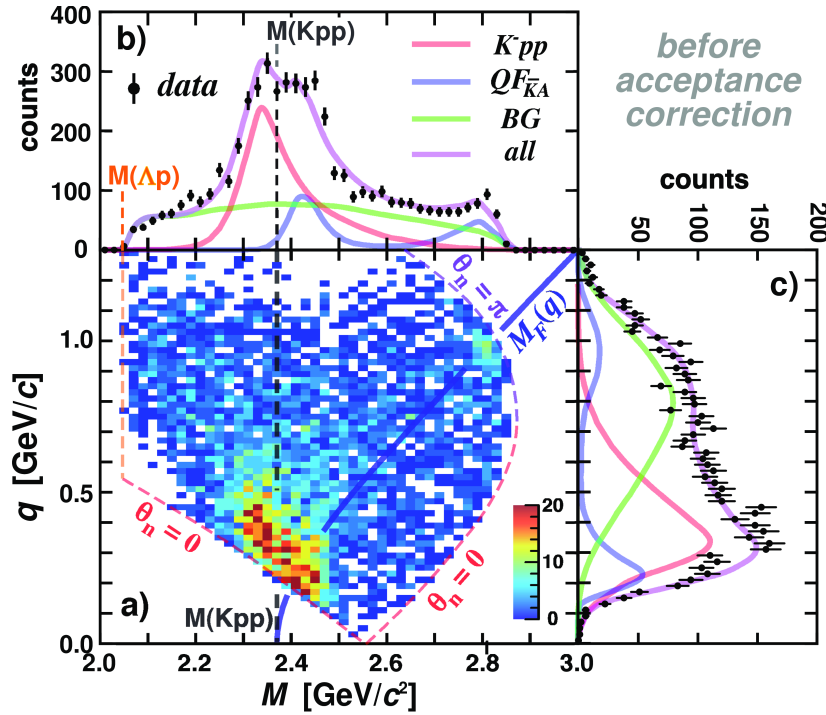 b)
M(Kpp)
before
acceptance
correction
400
300
200
100
0
counts
data
K⁻pp
QF_K̅A
BG
all
M(Λp)
counts
50
100
150
200
θₙ = π
M_F(q)
c)
1.0
0.5
0.0
q [GeV/c]
θₙ = 0
θₙ = 0
20
10
0
a)
M(Kpp)
2.0
2.2
2.4
2.6
2.8
3.0
M [GeV/c²]